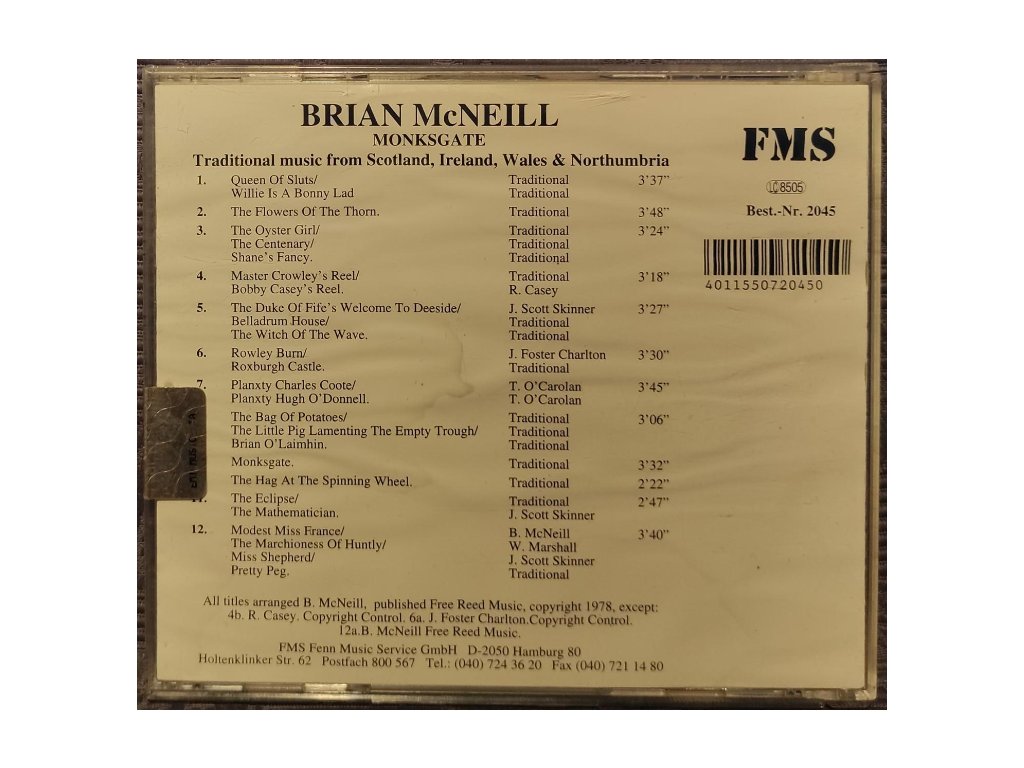 BRIAN McNEILL
MONKSGATE
Traditional music from Scotland, Ireland, Wales & Northumbria
FMS
LC 8505
Best.-Nr. 2045
4011550720450
1. Queen Of Sluts/ Traditional 3'37"
Willie Is A Bonny Lad Traditional
2. The Flowers Of The Thorn. Traditional 3'48"
3. The Oyster Girl/ Traditional 3'24"
The Centenary/ Traditional
Shane's Fancy. Traditional
4. Master Crowley's Reel/ Traditional 3'18"
Bobby Casey's Reel. R. Casey
5. The Duke Of Fife's Welcome To Deeside/ J. Scott Skinner 3'27"
Belladrum House/ Traditional
The Witch Of The Wave. Traditional
6. Rowley Burn/ J. Foster Charlton 3'30"
Roxburgh Castle. Traditional
7. Planxty Charles Coote/ T. O'Carolan 3'45"
Planxty Hugh O'Donnell. T. O'Carolan
The Bag Of Potatoes/ Traditional 3'06"
The Little Pig Lamenting The Empty Trough/ Traditional
Brian O'Laimhin. Traditional
Monksgate. Traditional 3'32"
The Hag At The Spinning Wheel. Traditional 2'22"
11. The Eclipse/ Traditional 2'47"
The Mathematician. J. Scott Skinner
12. Modest Miss France/ B. McNeill 3'40"
The Marchioness Of Huntly/ W. Marshall
Miss Shepherd/ J. Scott Skinner
Pretty Peg. Traditional
All titles arranged B. McNeill, published Free Reed Music, copyright 1978, except:
4b. R. Casey. Copyright Control. 6a. J. Foster Charlton.Copyright Control.
12a.B. McNeill Free Reed Music.
FMS Fenn Music Service GmbH D-2050 Hamburg 80
Holtenklinker Str. 62 Postfach 800 567 Tel.: (040) 724 36 20 Fax (040) 721 14 80